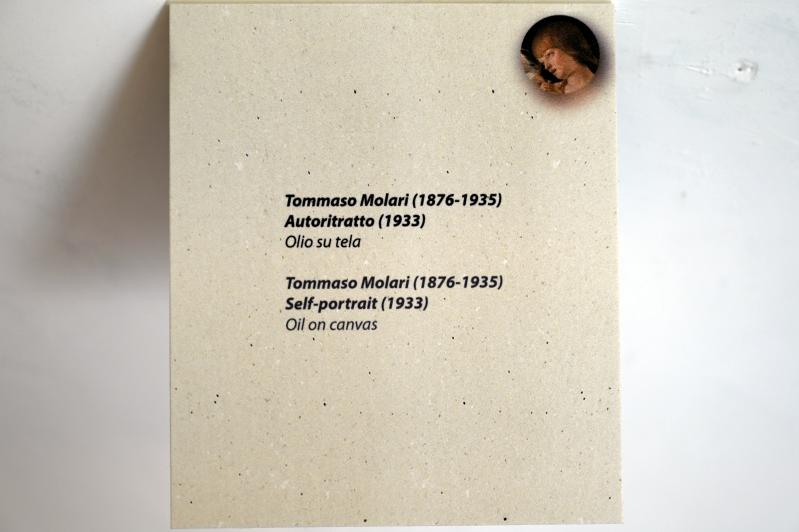 Tommaso Molari (1876-1935)
Autoritratto (1933)
Olio su tela
Tommaso Molari (1876-1935)
Self-portrait (1933)
Oil on canvas